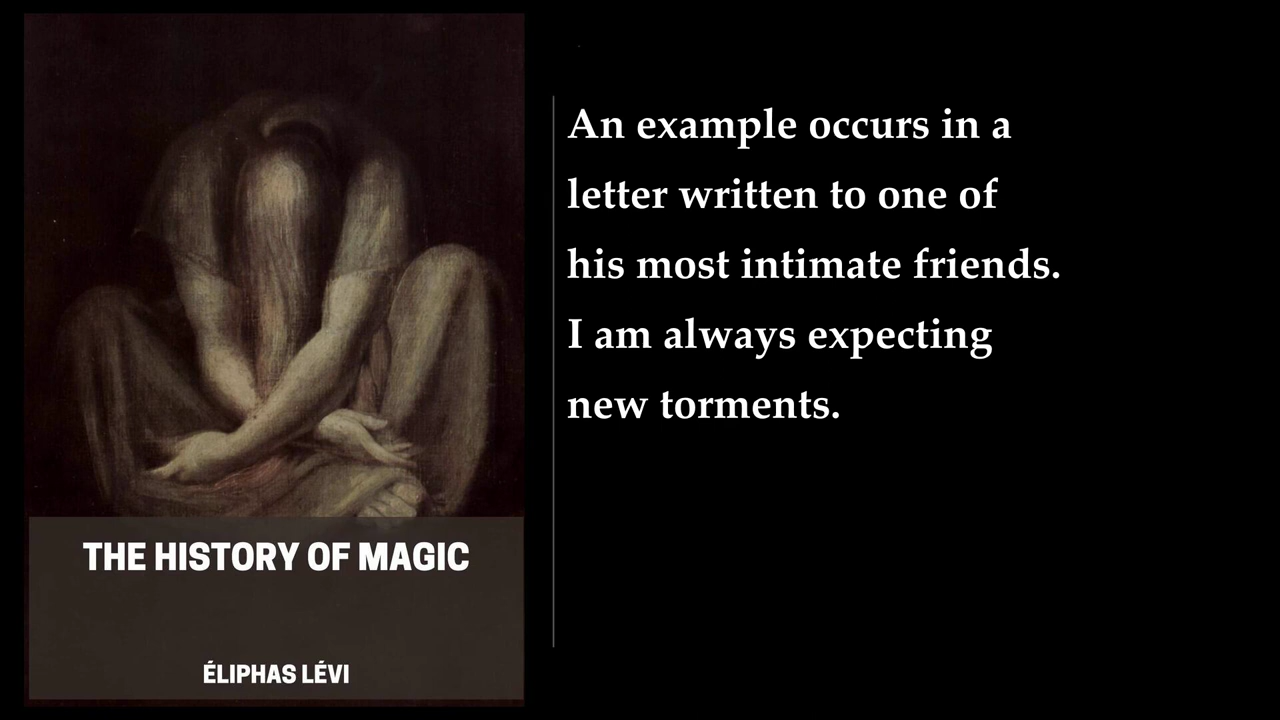 THE HISTORY OF MAGIC
ÉLIPHAS LÉVI
An example occurs in a
letter written to one of
his most intimate friends.
I am always expecting
new torments.